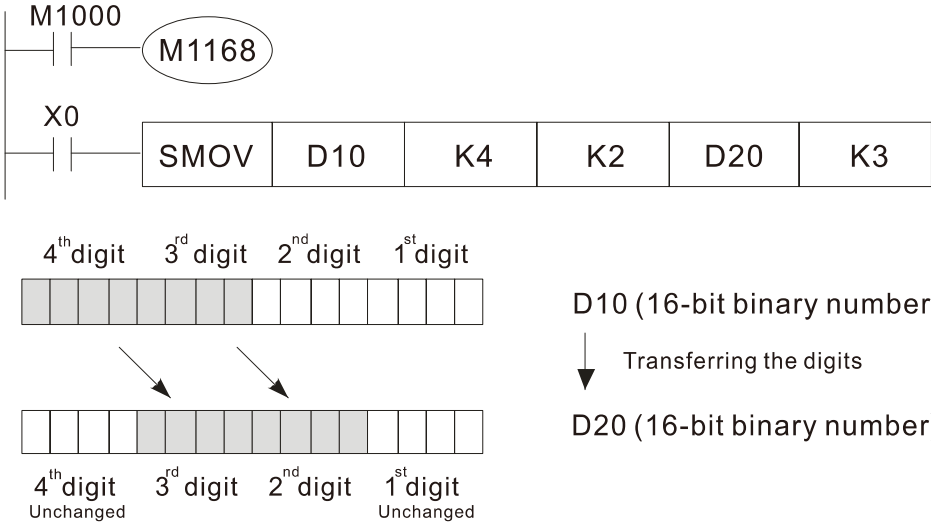 M1000
M1168
X0
SMOV D10 K4 K2 D20 K3
4th digit 3rd digit 2nd digit 1st digit
D10 (16-bit binary number
Transferring the digits
D20 (16-bit binary number
4th digit 3rd digit 2nd digit 1st digit
Unchanged Unchanged